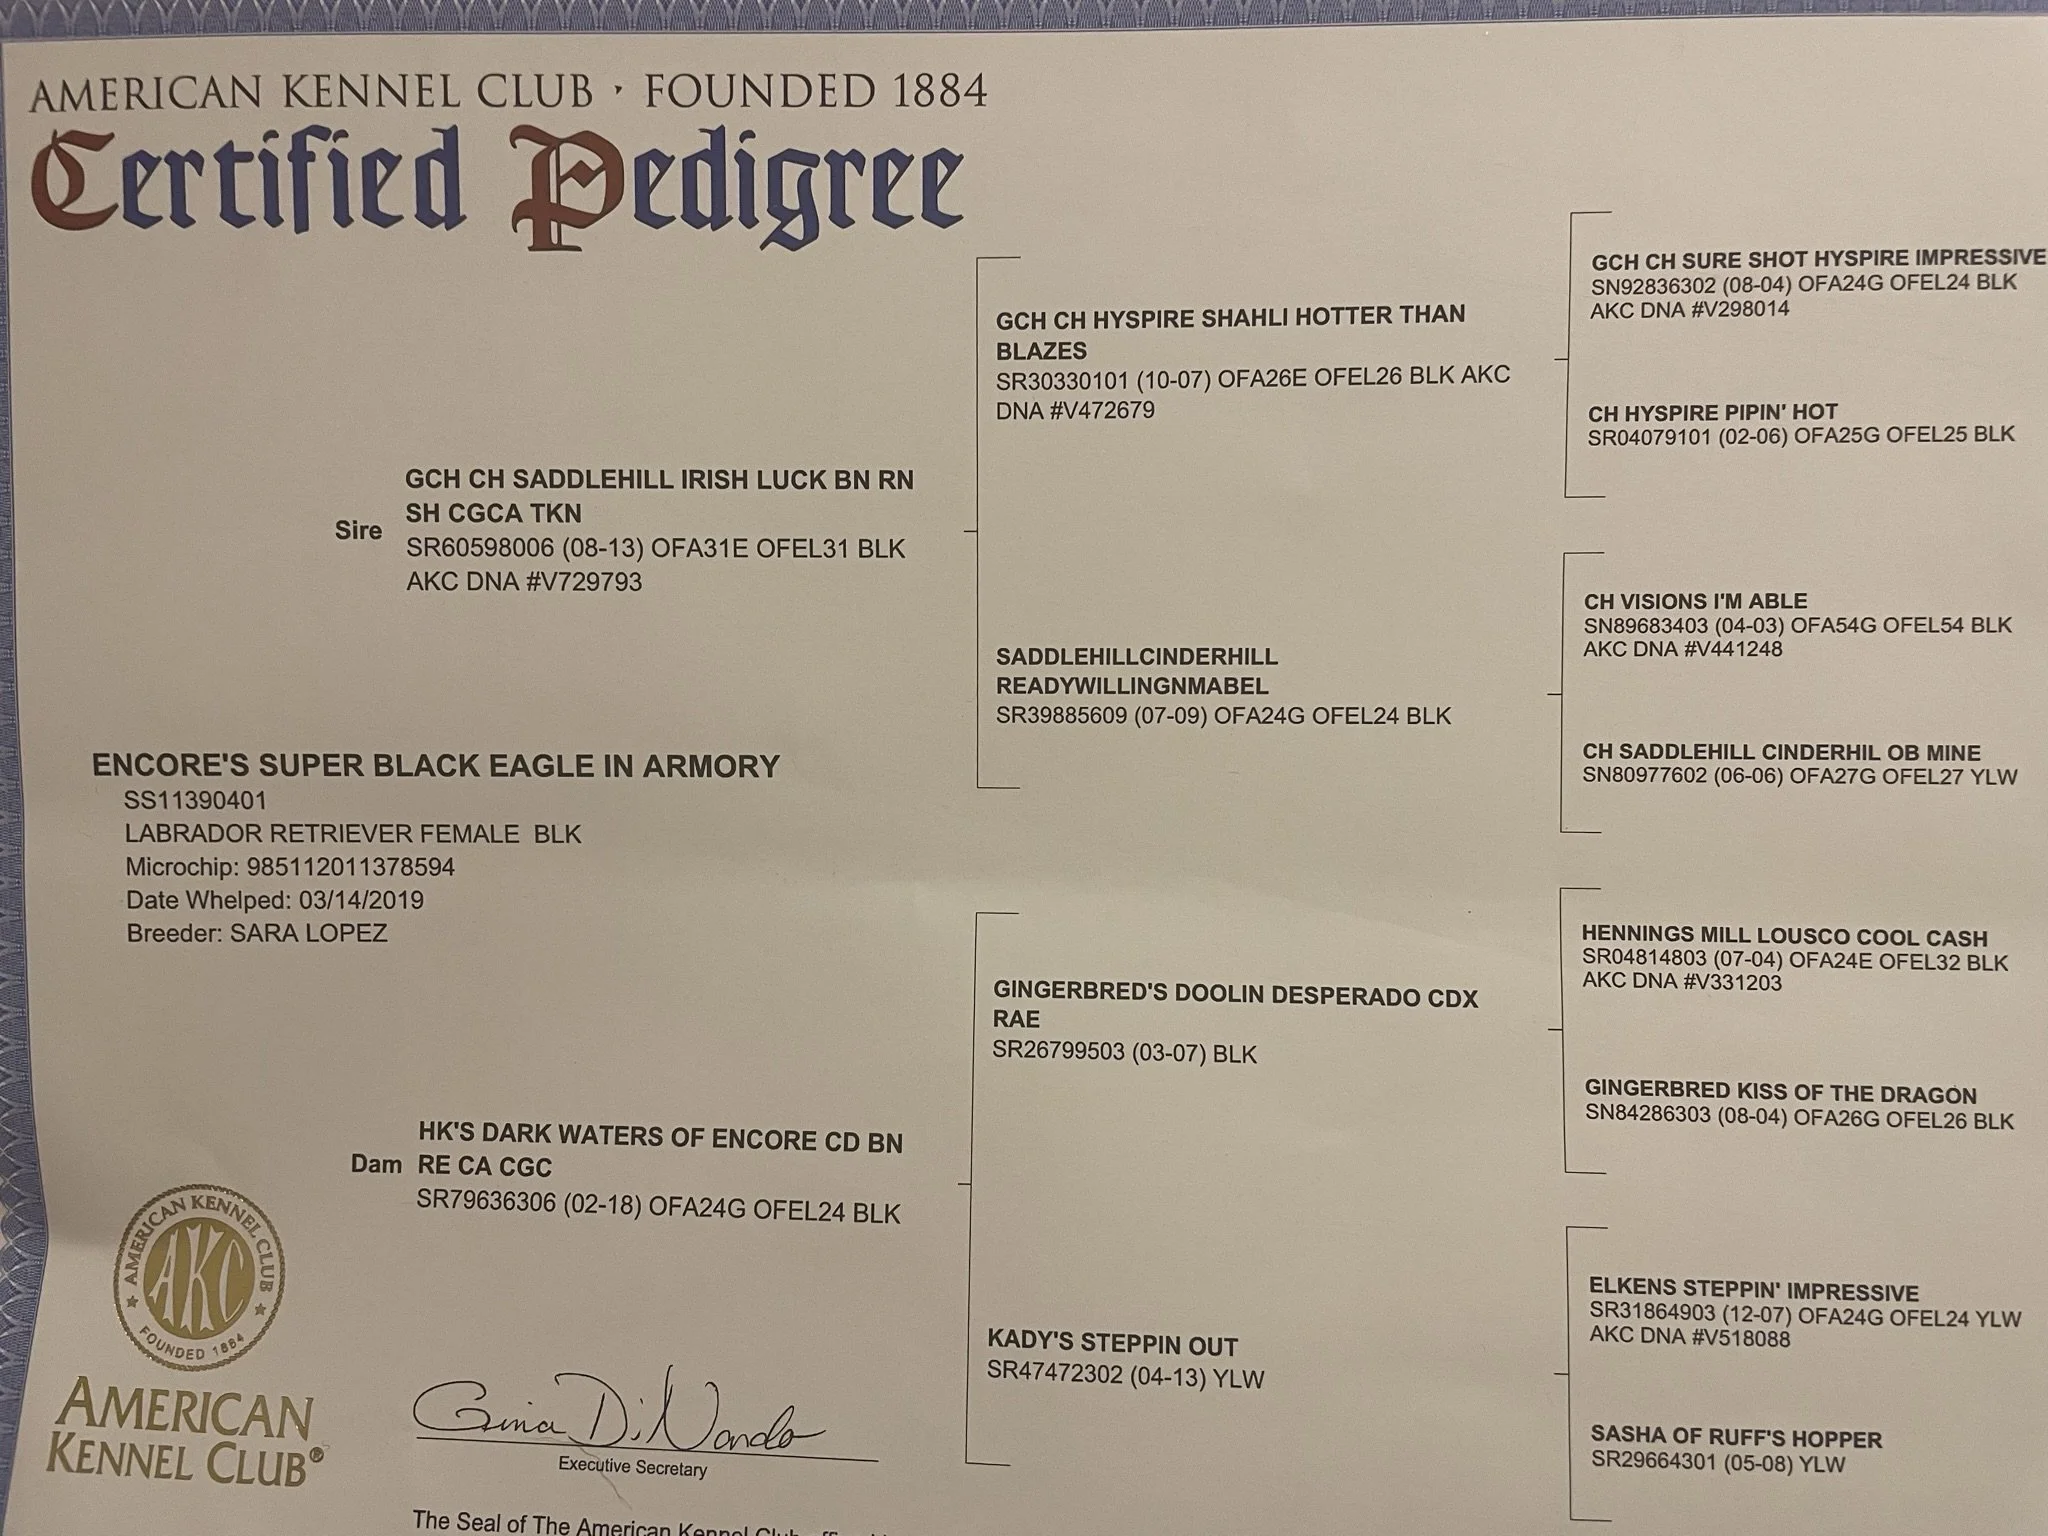 AMERICAN KENNEL CLUB · FOUNDED 1884
Certified Pedigree
GCH CH SURE SHOT HYSPIRE IMPRESSIVE
SN92836302 (08-04) OFA24G OFEL24 BLK
AKC DNA #V298014
GCH CH HYSPIRE SHAHLI HOTTER THAN
BLAZES
SR30330101 (10-07) OFA26E OFEL26 BLK AKC
DNA #V472679
CH HYSPIRE PIPIN' HOT
SR04079101 (02-06) OFA25G OFEL25 BLK
Sire
GCH CH SADDLEHILL IRISH LUCK BN RN
SH CGCA TKN
SR60598006 (08-13) OFA31E OFEL31 BLK
AKC DNA #V729793
CH VISIONS I'M ABLE
SN89683403 (04-03) OFA54G OFEL54 BLK
AKC DNA #V441248
SADDLEHILLCINDERHILL
READYWILLINGNMABEL
SR39885609 (07-09) OFA24G OFEL24 BLK
CH SADDLEHILL CINDERHIL OB MINE
SN80977602 (06-06) OFA27G OFEL27 YLW
ENCORE'S SUPER BLACK EAGLE IN ARMORY
SS11390401
LABRADOR RETRIEVER FEMALE BLK
Microchip: 985112011378594
Date Whelped: 03/14/2019
Breeder: SARA LOPEZ
HENNINGS MILL LOUSCO COOL CASH
SR04814803 (07-04) OFA24E OFEL32 BLK
AKC DNA #V331203
GINGERBRED'S DOOLIN DESPERADO CDX
RAE
SR26799503 (03-07) BLK
GINGERBRED KISS OF THE DRAGON
SN84286303 (08-04) OFA26G OFEL26 BLK
Dam
HK'S DARK WATERS OF ENCORE CD BN
RE CA CGC
SR79636306 (02-18) OFA24G OFEL24 BLK
ELKENS STEPPIN' IMPRESSIVE
SR31864903 (12-07) OFA24G OFEL24 YLW
AKC DNA #V518088
KADY'S STEPPIN OUT
SR47472302 (04-13) YLW
SASHA OF RUFF'S HOPPER
SR29664301 (05-08) YLW
AMERICAN KENNEL CLUB
AKC
FOUNDED 1884
AMERICAN
KENNEL CLUB®
Gina DiNardo
Executive Secretary
The Seal of The American Kennel Club